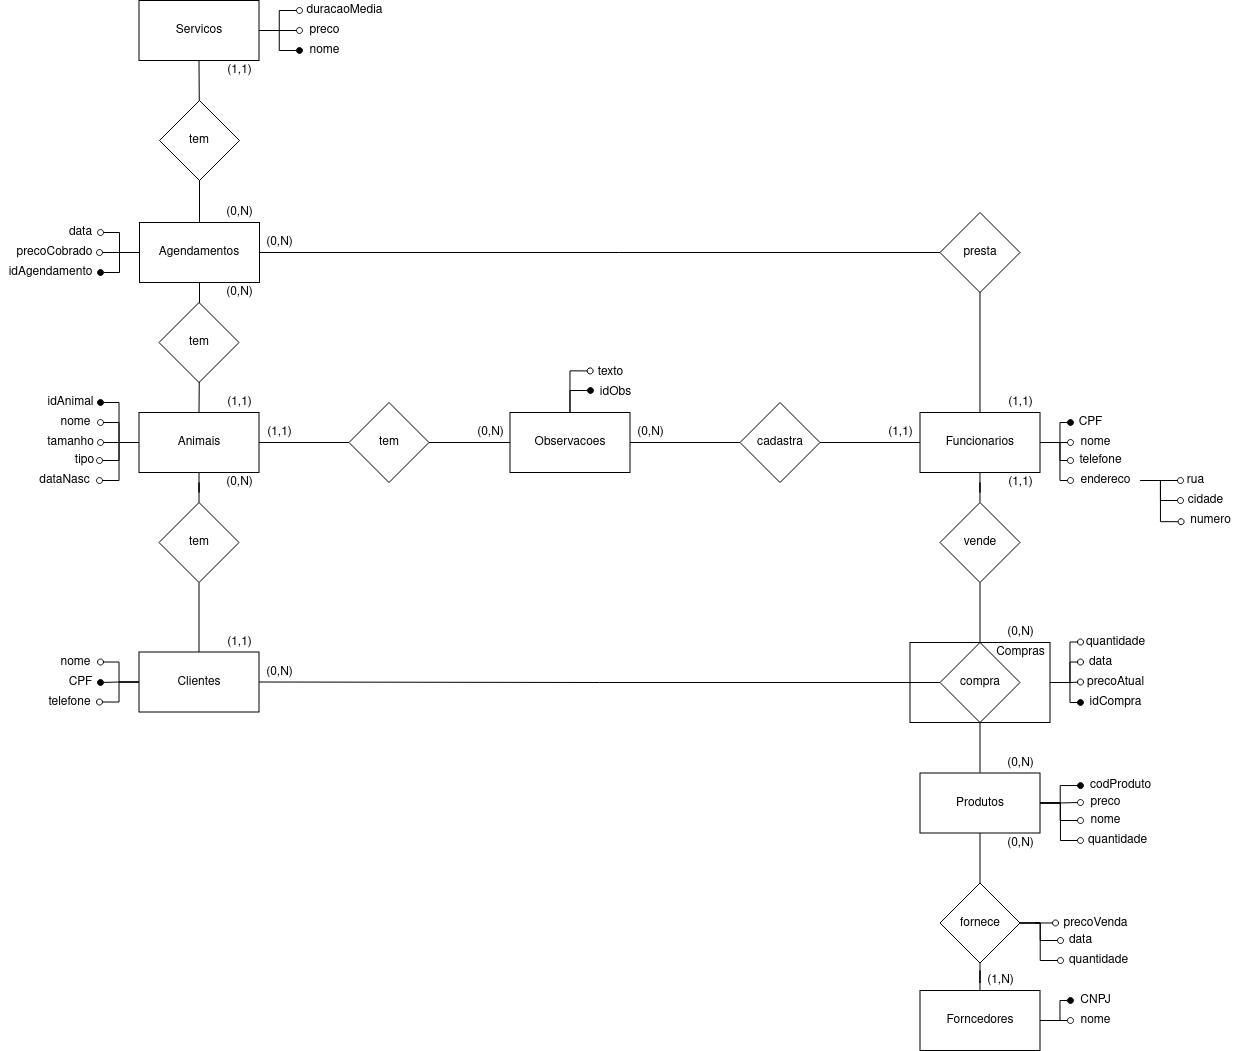 duracaoMedia
Servicos
preco
nome
(1,1)
tem
(0,N)
data
(0,N)
precoCobrado
Agendamentos
presta
idAgendamento
(0,N)
tem
texto
idObs
idAnimal
(1,1)
(1,1)
nome
CPF
tamanho
Animais
(1,1)
tem
(0,N)
Observacoes
(0,N)
cadastra
(1,1)
Funcionarios
nome
tipo
telefone
dataNasc
(0,N)
(1,1)
endereco
rua
cidade
numero
tem
vende
(1,1)
(0,N)
quantidade
Compras
nome
data
(0,N)
CPF
Clientes
compra
precoAtual
telefone
idCompra
(0,N)
codProduto
Produtos
preco
nome
(0,N)
quantidade
fornece
precoVenda
data
quantidade
(1,N)
CNPJ
Forncedores
nome